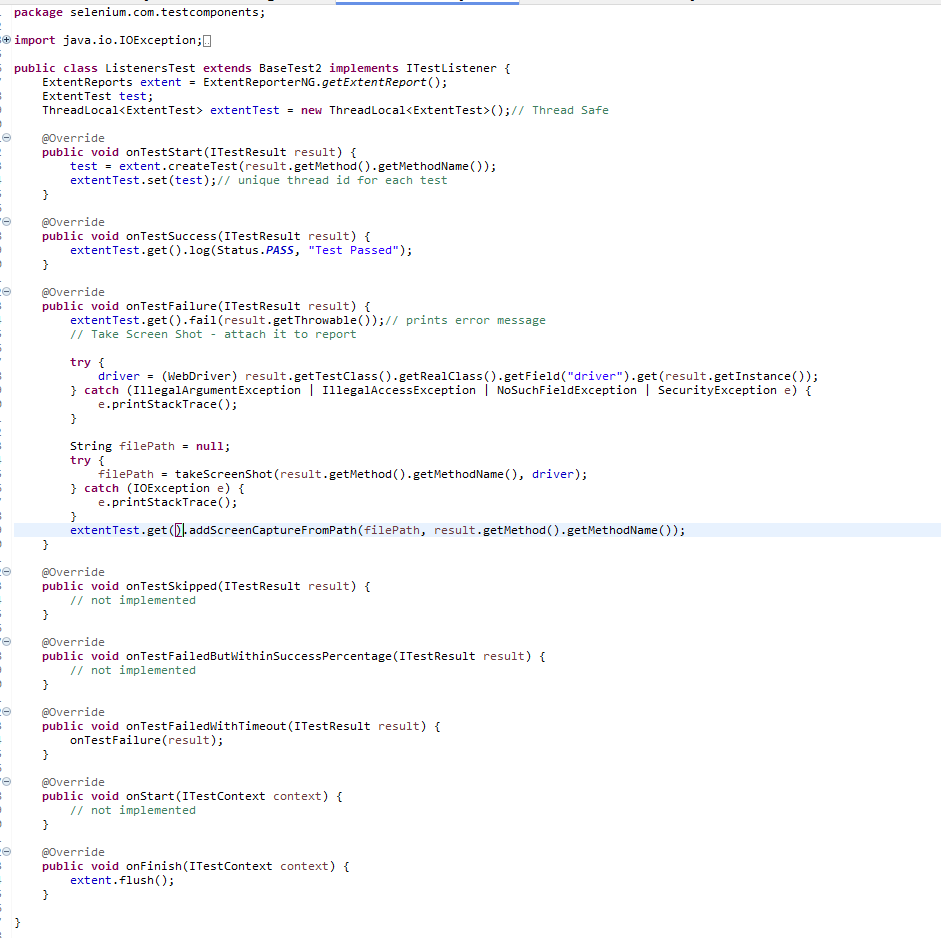 package selenium.com.testcomponents;
import java.io.IOException;
public class ListenersTest extends BaseTest2 implements ITestListener {
    ExtentReports extent = ExtentReporterNG.getExtentReport();
    ExtentTest test;
    ThreadLocal<ExtentTest> extentTest = new ThreadLocal<ExtentTest>();// Thread Safe
    @Override
    public void onTestStart(ITestResult result) {
        test = extent.createTest(result.getMethod().getMethodName());
        extentTest.set(test);// unique thread id for each test
    }
    @Override
    public void onTestSuccess(ITestResult result) {
        extentTest.get().log(Status.PASS, "Test Passed");
    }
    @Override
    public void onTestFailure(ITestResult result) {
        extentTest.get().fail(result.getThrowable());// prints error message
        // Take Screen Shot - attach it to report
        try {
            driver = (WebDriver) result.getTestClass().getRealClass().getField("driver").get(result.getInstance());
        } catch (IllegalArgumentException | IllegalAccessException | NoSuchFieldException | SecurityException e) {
            e.printStackTrace();
        }
        String filePath = null;
        try {
            filePath = takeScreenShot(result.getMethod().getMethodName(), driver);
        } catch (IOException e) {
            e.printStackTrace();
        }
        extentTest.get().addScreenCaptureFromPath(filePath, result.getMethod().getMethodName());
    }
    @Override
    public void onTestSkipped(ITestResult result) {
        // not implemented
    }
    @Override
    public void onTestFailedButWithinSuccessPercentage(ITestResult result) {
        // not implemented
    }
    @Override
    public void onTestFailedWithTimeout(ITestResult result) {
        onTestFailure(result);
    }
    @Override
    public void onStart(ITestContext context) {
        // not implemented
    }
    @Override
    public void onFinish(ITestContext context) {
        extent.flush();
    }
}